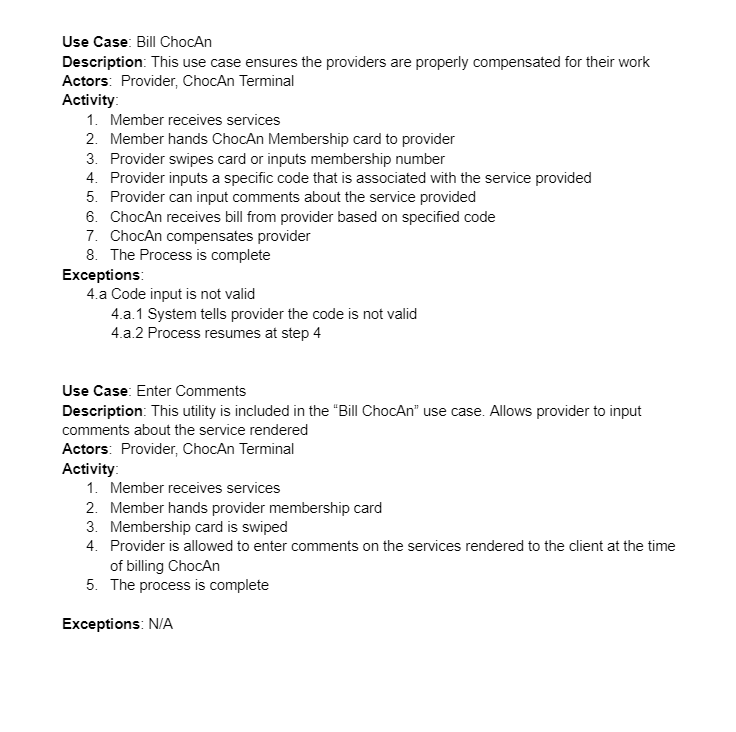 Use Case: Bill ChocAn
Description: This use case ensures the providers are properly compensated for their work
Actors:  Provider, ChocAn Terminal
Activity:
1. Member receives services
2. Member hands ChocAn Membership card to provider
3. Provider swipes card or inputs membership number
4. Provider inputs a specific code that is associated with the service provided
5. Provider can input comments about the service provided
6. ChocAn receives bill from provider based on specified code
7. ChocAn compensates provider
8. The Process is complete
Exceptions:
4.a Code input is not valid
4.a.1 System tells provider the code is not valid
4.a.2 Process resumes at step 4
Use Case: Enter Comments
Description: This utility is included in the “Bill ChocAn” use case. Allows provider to input
comments about the service rendered
Actors:  Provider, ChocAn Terminal
Activity:
1. Member receives services
2. Member hands provider membership card
3. Membership card is swiped
4. Provider is allowed to enter comments on the services rendered to the client at the time
of billing ChocAn
5. The process is complete
Exceptions: N/A